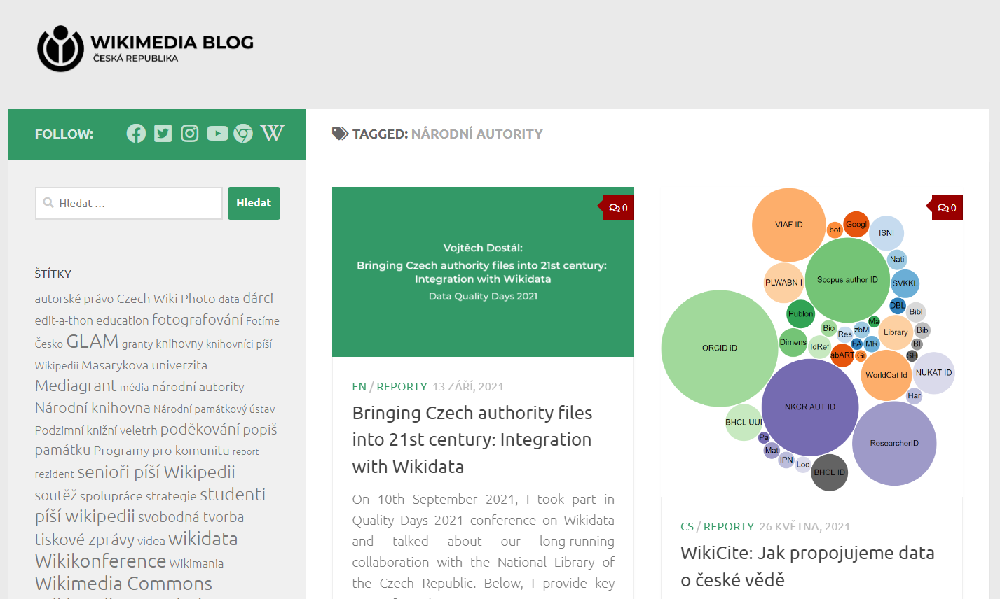 WIKIMEDIA BLOG
ČESKÁ REPUBLIKA
FOLLOW:
TAGGED: NÁRODNÍ AUTORITY
Hledat ...
Hledat
ŠTÍTKY
autorské právo Czech Wiki Photo data dárci
edit-a-thon education fotografování Fotíme
Česko GLAM granty knihovny knihovníci píší
Wikipedii Masarykova univerzita
Mediagrant média národní autority
Národní knihovna Národní památkový ústav
Podzimní knižní veletrh poděkování popiš
památku Programy pro komunitu report
rezident senioři píší Wikipedii
soutěž spolupráce strategie studenti
píší wikipedii svobodná tvorba
tiskové zprávy videa wikidata
Wikikonference Wikimania
Wikimedia Commons
0
Vojtěch Dostál:
Bringing Czech authority files into 21st century:
Integration with Wikidata
Data Quality Days 2021
EN / REPORTY 13 ZÁŘÍ, 2021
Bringing Czech authority files
into 21st century: Integration
with Wikidata
On 10th September 2021, I took part in
Quality Days 2021 conference on Wikidata
and talked about our long-running
collaboration with the National Library of
the Czech Republic. Below, I provide key
0
VIAF ID
bot
Googl
ISNI
Nati
PLWABN I
Scopus author ID
SVKKL
Publon
DBL
Bibl
Ma
Bio
zbM
Res
Library
Bib
ORCID iD
Dimens
IdRef
FA
MR
BI
abART
Gi
SH
WorldCat Id
NUKAT ID
Har
NKCR AUT ID
BHCL UUI
Pa
ResearcherID
Mat
IPN
Loo
BHCL ID
CS / REPORTY 26 KVĚTNA, 2021
WikiCite: Jak propojujeme data
o české vědě